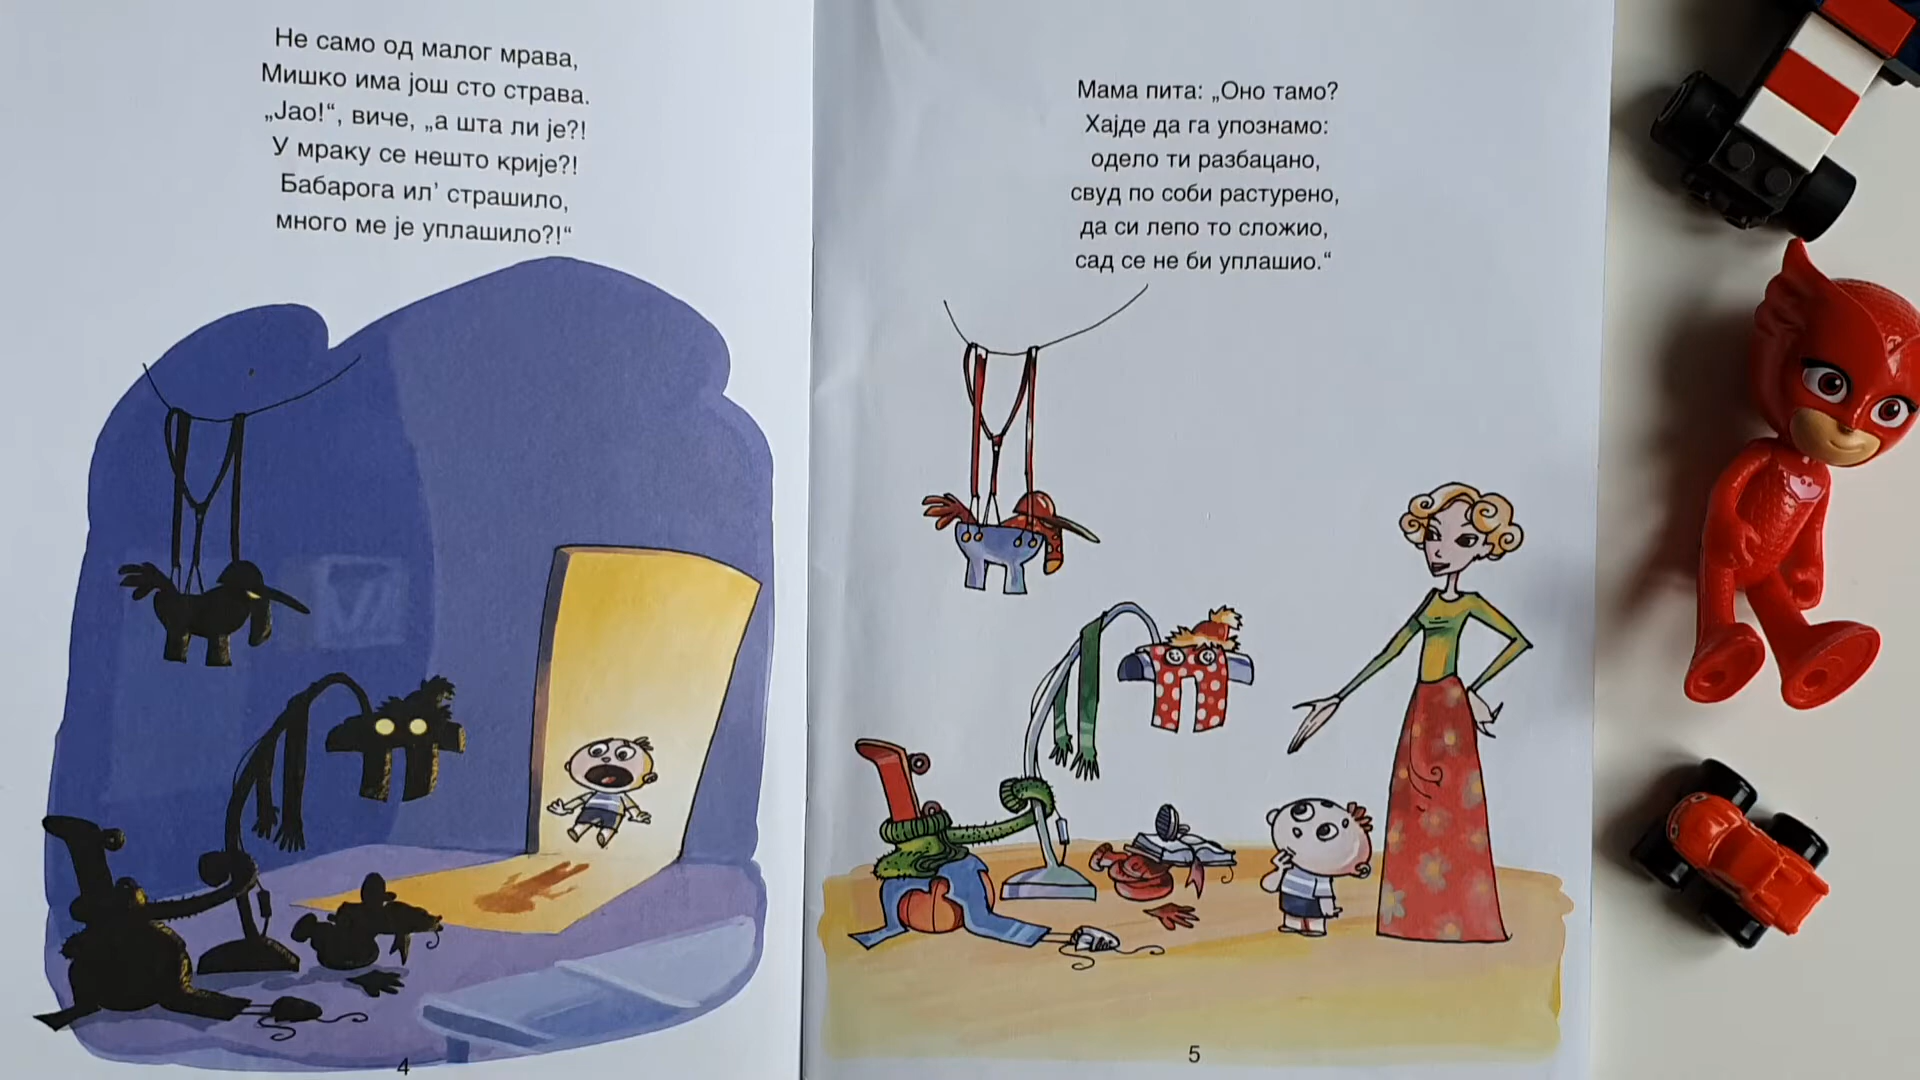 Не само од малог мрава,
Мишко има још сто страва.
„Јао!“, виче, „а шта ли је?!
У мраку се нешто крије?!
Бабарога ил' страшило,
много ме је уплашило?!“
4
Мама пита: „Оно тамо?
Хајде да га упознамо:
одело ти разбацано,
свуд по соби растурено,
да си лепо то сложио,
сад се не би уплашио.“
5